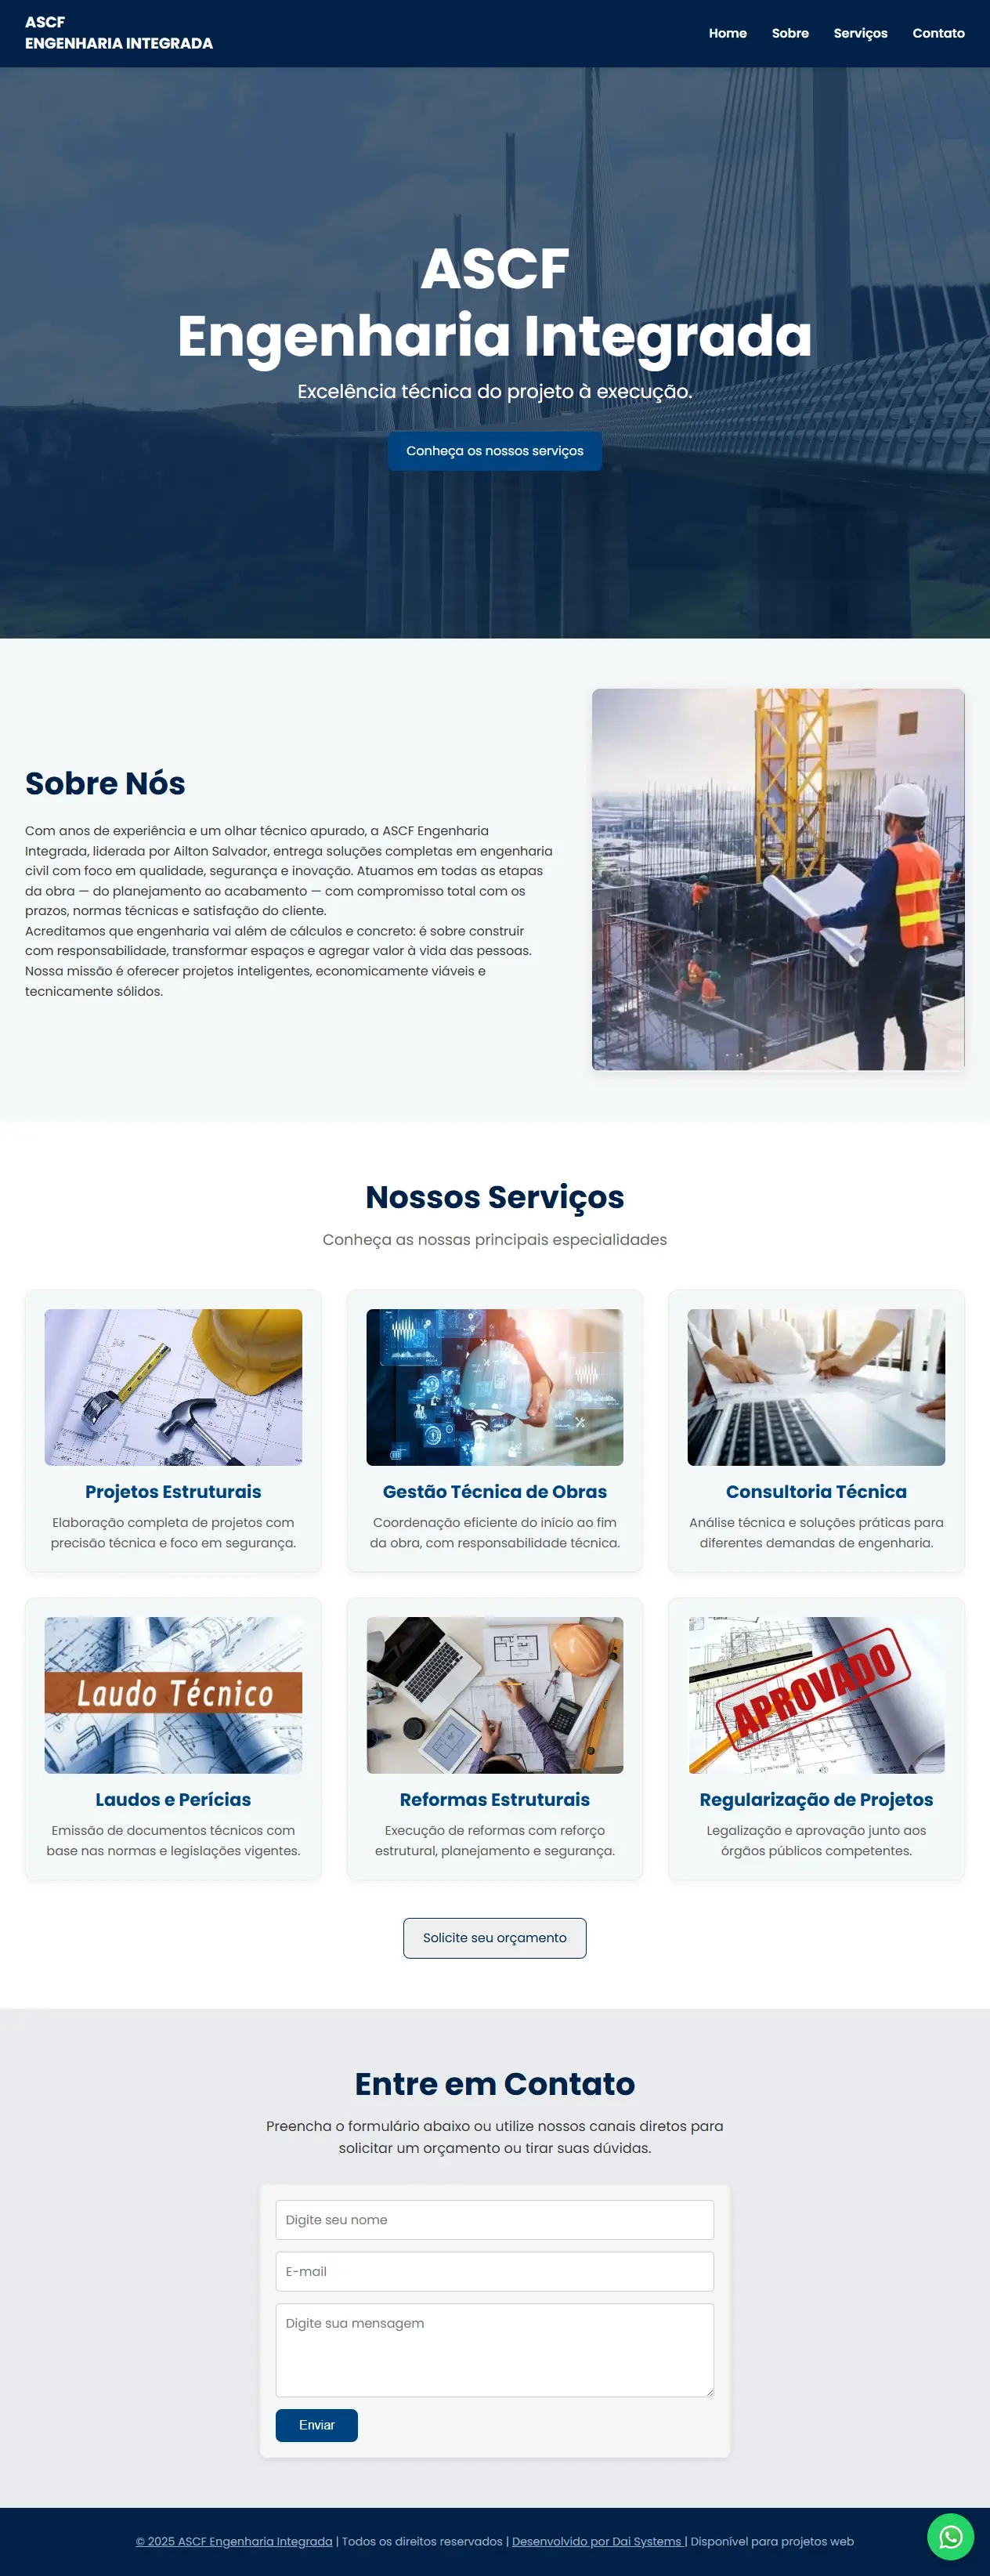 ASCF
ENGENHARIA INTEGRADA
Home Sobre Serviços Contato
ASCF
Engenharia Integrada
Excelência técnica do projeto à execução.
Conheça os nossos serviços
Sobre Nós
Com anos de experiência e um olhar técnico apurado, a ASCF Engenharia
Integrada, liderada por Ailton Salvador, entrega soluções completas em engenharia
civil com foco em qualidade, segurança e inovação. Atuamos em todas as etapas
da obra — do planejamento ao acabamento — com compromisso total com os
prazos, normas técnicas e satisfação do cliente.
Acreditamos que engenharia vai além de cálculos e concreto: é sobre construir
com responsabilidade, transformar espaços e agregar valor à vida das pessoas.
Nossa missão é oferecer projetos inteligentes, economicamente viáveis e
tecnicamente sólidos.
Nossos Serviços
Conheça as nossas principais especialidades
Projetos Estruturais
Elaboração completa de projetos com
precisão técnica e foco em segurança.
Gestão Técnica de Obras
Coordenação eficiente do início ao fim
da obra, com responsabilidade técnica.
Consultoria Técnica
Análise técnica e soluções práticas para
diferentes demandas de engenharia.
Laudo Técnico
Laudos e Perícias
Emissão de documentos técnicos com
base nas normas e legislações vigentes.
Reformas Estruturais
Execução de reformas com reforço
estrutural, planejamento e segurança.
APROVADO
Regularização de Projetos
Legalização e aprovação junto aos
órgãos públicos competentes.
Solicite seu orçamento
Entre em Contato
Preencha o formulário abaixo ou utilize nossos canais diretos para
solicitar um orçamento ou tirar suas dúvidas.
Digite seu nome
E-mail
Digite sua mensagem
Enviar
© 2025 ASCF Engenharia Integrada | Todos os direitos reservados | Desenvolvido por Dai Systems | Disponível para projetos web